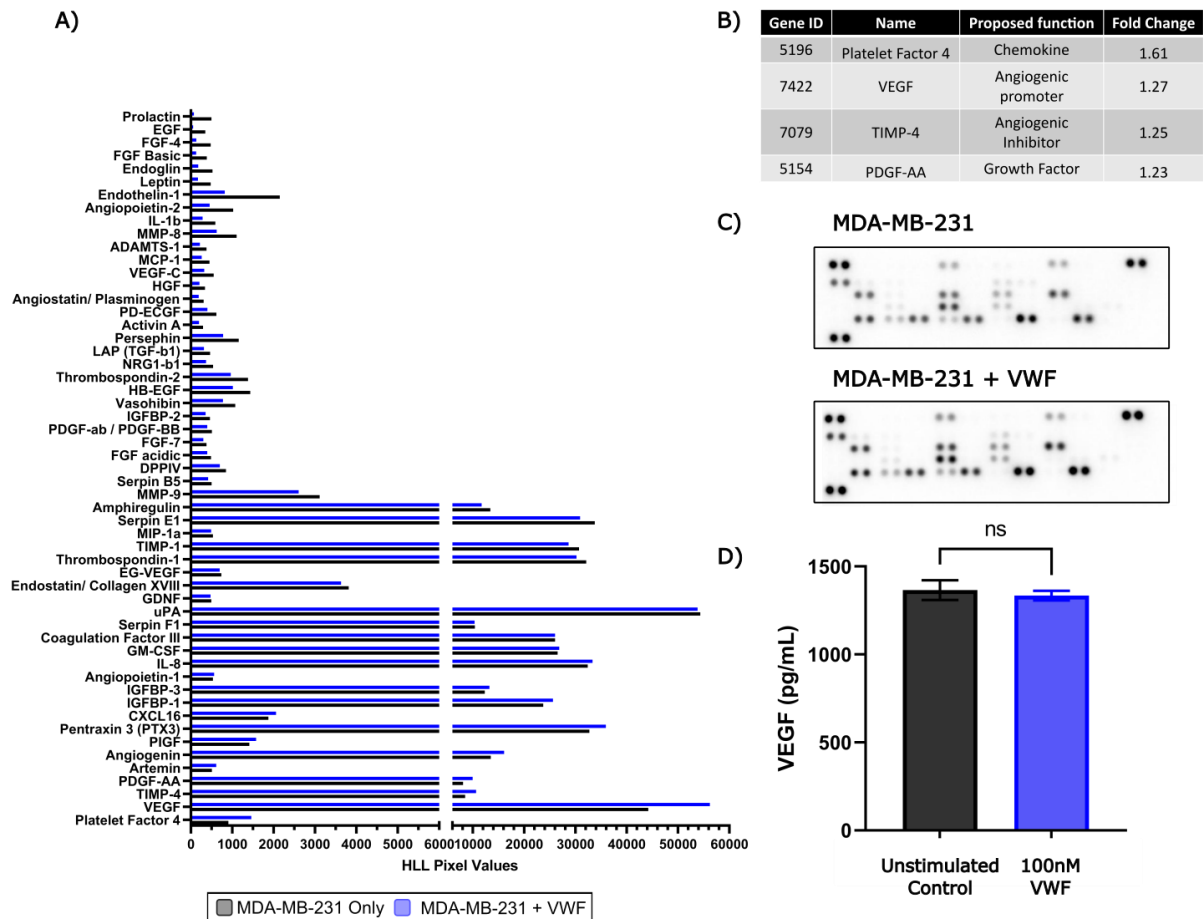 A)
Prolactin
EGF
FGF-4
FGF Basic
Endoglin
Leptin
Endothelin-1
Angiopoietin-2
IL-1b
MMP-8
ADAMTS-1
MCP-1
VEGF-C
HGF
Angiostatin/ Plasminogen
PD-ECGF
Activin A
Persephin
LAP (TGF-b1)
NRG1-b1
Thrombospondin-2
HB-EGF
Vasohibin
IGFBP-2
PDGF-ab / PDGF-BB
FGF-7
FGF acidic
DPPIV
Serpin B5
MMP-9
Amphiregulin
Serpin E1
MIP-1a
TIMP-1
Thrombospondin-1
EG-VEGF
Endostatin/ Collagen XVIII
GDNF
uPA
Serpin F1
Coagulation Factor III
GM-CSF
IL-8
Angiopoietin-1
IGFBP-3
IGFBP-1
CXCL16
Pentraxin 3 (PTX3)
PIGF
Angiogenin
Artemin
PDGF-AA
TIMP-4
VEGF
Platelet Factor 4
0 1000 2000 3000 4000 5000 6000 10000 20000 30000 40000 50000 60000
HLL Pixel Values
MDA-MB-231 Only MDA-MB-231 + VWF
B)
Gene ID Name Proposed function Fold Change
5196 Platelet Factor 4 Chemokine 1.61
7422 VEGF Angiogenic promoter 1.27
7079 TIMP-4 Angiogenic Inhibitor 1.25
5154 PDGF-AA Growth Factor 1.23
C)
MDA-MB-231
MDA-MB-231 + VWF
D)
ns
VEGF (pg/mL)
1500
1000
500
0
Unstimulated Control
100nM VWF